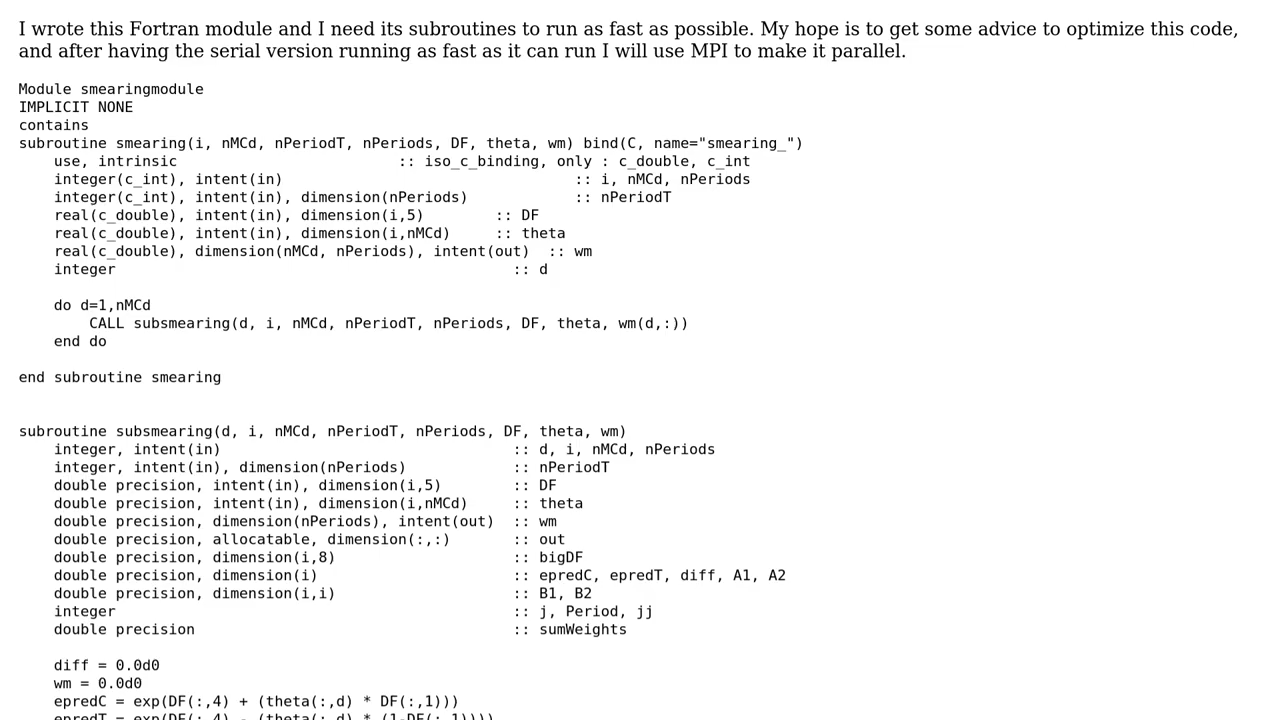 I wrote this Fortran module and I need its subroutines to run as fast as possible. My hope is to get some advice to optimize this code,
and after having the serial version running as fast as it can run I will use MPI to make it parallel.
Module smearingmodule
IMPLICIT NONE
contains
subroutine smearing(i, nMCd, nPeriodT, nPeriods, DF, theta, wm) bind(C, name="smearing_")
    use, intrinsic                         :: iso_c_binding, only : c_double, c_int
    integer(c_int), intent(in)                                 :: i, nMCd, nPeriods
    integer(c_int), intent(in), dimension(nPeriods)            :: nPeriodT
    real(c_double), intent(in), dimension(i,5)        :: DF
    real(c_double), intent(in), dimension(i,nMCd)     :: theta
    real(c_double), dimension(nMCd, nPeriods), intent(out)  :: wm
    integer                                             :: d
    do d=1,nMCd
        CALL subsmearing(d, i, nMCd, nPeriodT, nPeriods, DF, theta, wm(d,:))
    end do
end subroutine smearing
subroutine subsmearing(d, i, nMCd, nPeriodT, nPeriods, DF, theta, wm)
    integer, intent(in)                                 :: d, i, nMCd, nPeriods
    integer, intent(in), dimension(nPeriods)            :: nPeriodT
    double precision, intent(in), dimension(i,5)        :: DF
    double precision, intent(in), dimension(i,nMCd)     :: theta
    double precision, dimension(nPeriods), intent(out)  :: wm
    double precision, allocatable, dimension(:,:)       :: out
    double precision, dimension(i,8)                    :: bigDF
    double precision, dimension(i)                      :: epredC, epredT, diff, A1, A2
    double precision, dimension(i,i)                    :: B1, B2
    integer                                             :: j, Period, jj
    double precision                                    :: sumWeights
    diff = 0.0d0
    wm = 0.0d0
    epredC = exp(DF(:,4) + (theta(:,d) * DF(:,1)))
    epredT = exp(DF(:,4) - (theta(:,d) * (1-DF(:,1))))